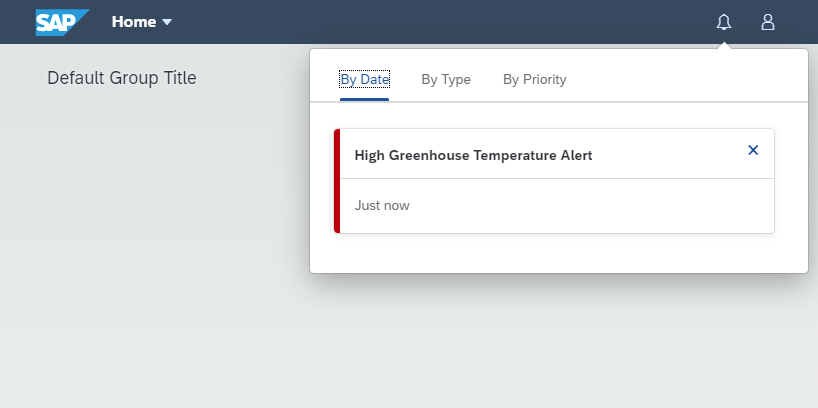 SAP
Home
Default Group Title
By Date
By Type
By Priority
High Greenhouse Temperature Alert
Just now